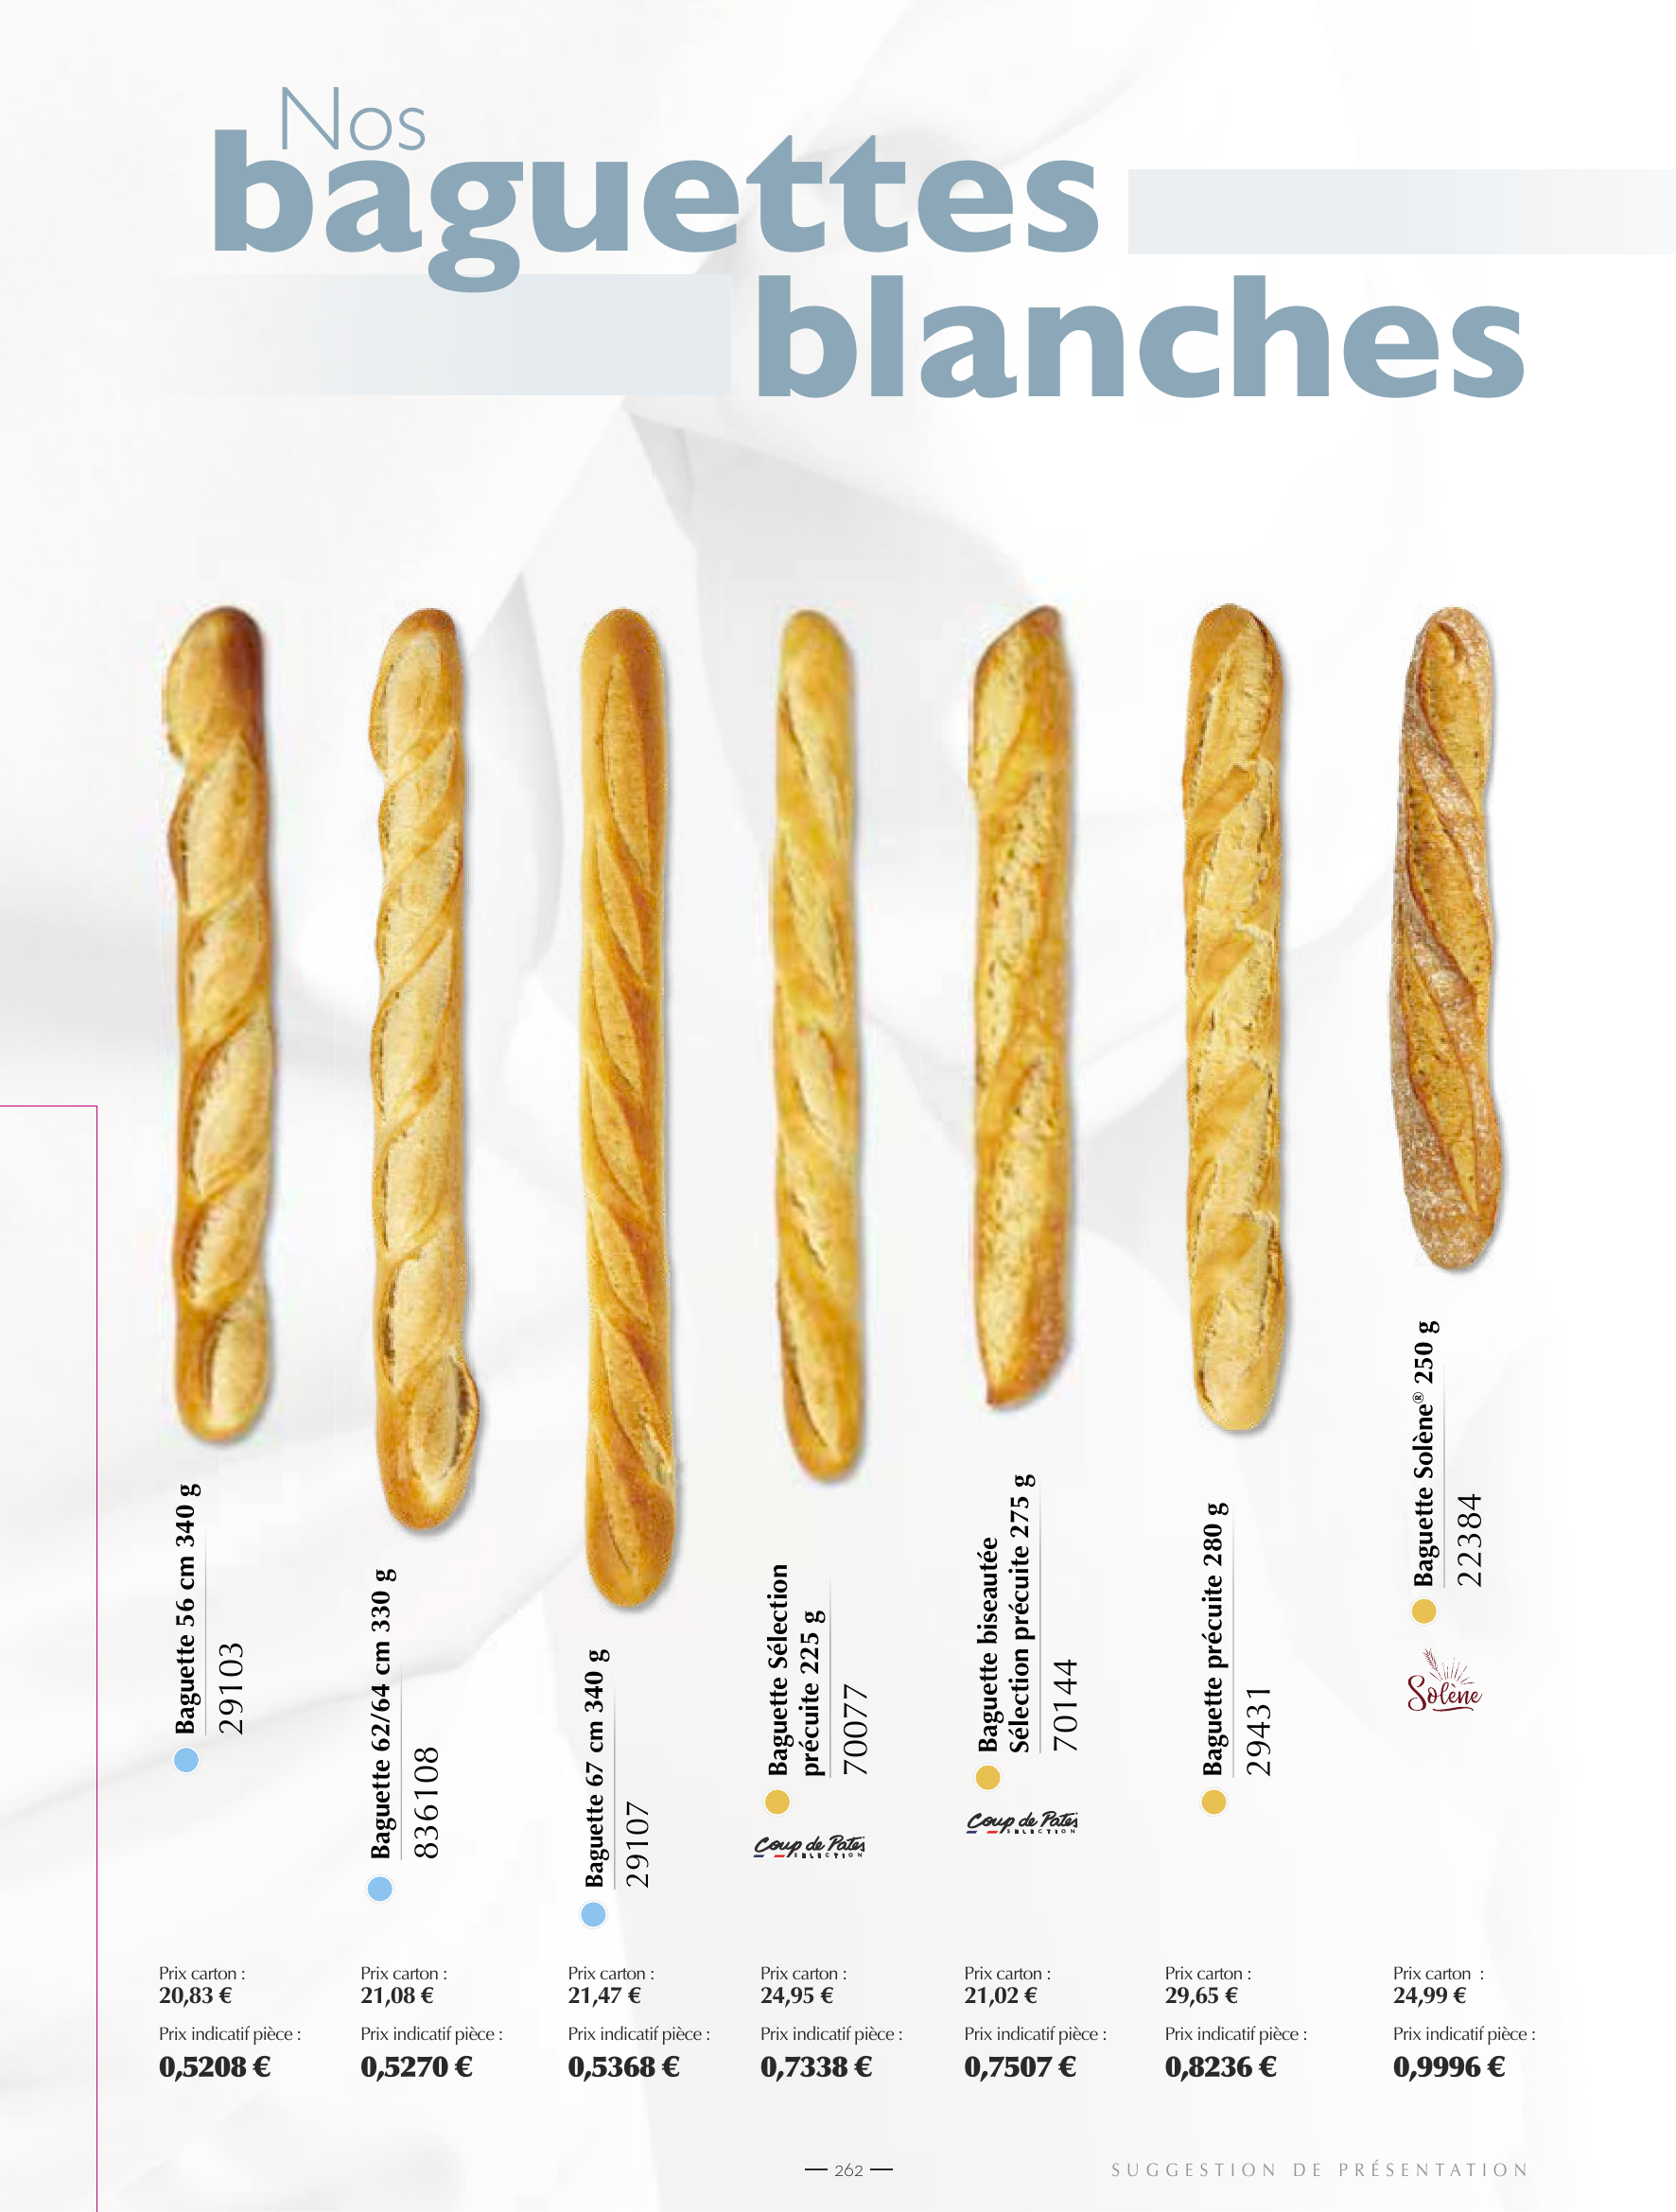 Nos
baguettes
blanches
Baguette 56 cm 340 g
29103
Baguette 62/64 cm 330 g
836108
Baguette 67 cm 340 g
29107
Baguette Sélection
précuite 225 g
70077
Coup de Pates
SELECTION
Baguette biseautée
Sélection précuite 275 g
70144
Coup de Pates
SELECTION
Baguette précuite 280 g
29431
Baguette Solène® 250 g
22384
Solène
Prix carton :
20,83 €
Prix indicatif pièce :
0,5208 €
Prix carton :
21,08 €
Prix indicatif pièce :
0,5270 €
Prix carton :
21,47 €
Prix indicatif pièce :
0,5368 €
Prix carton :
24,95 €
Prix indicatif pièce :
0,7338 €
Prix carton :
21,02 €
Prix indicatif pièce :
0,7507 €
Prix carton :
29,65 €
Prix indicatif pièce :
0,8236 €
Prix carton :
24,99 €
Prix indicatif pièce :
0,9996 €
262
SUGGESTION DE PRÉSENTATION